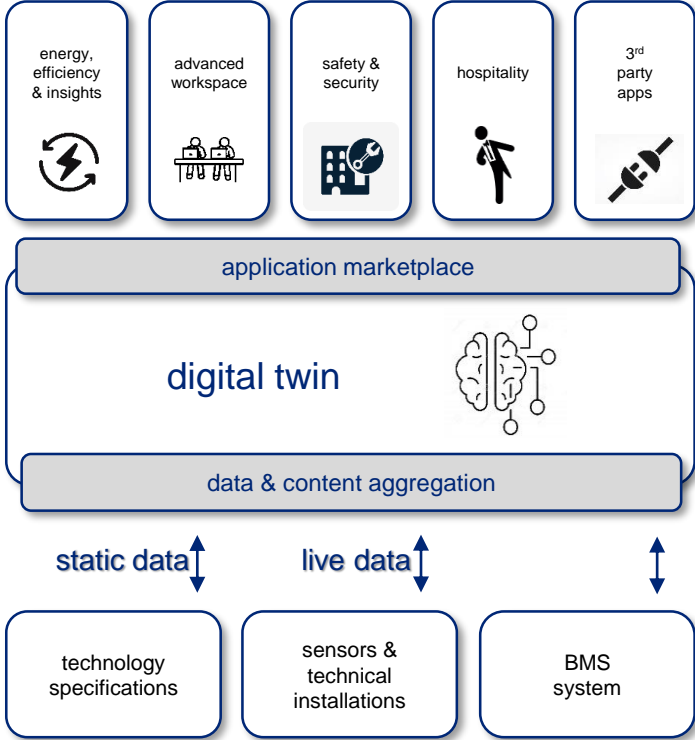 energy,
efficiency
& insights
advanced
workspace
safety &
security
hospitality
3rd
party
apps
application marketplace
digital twin
data & content aggregation
static data
live data
technology
specifications
sensors &
technical
installations
BMS
system